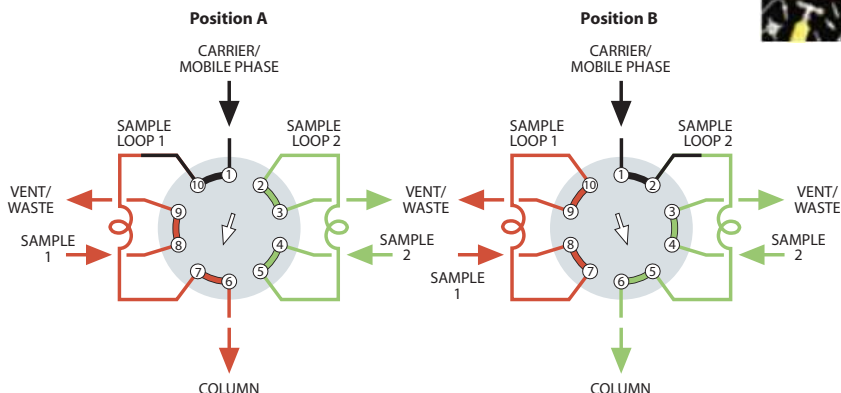 Position A
CARRIER/
MOBILE PHASE
SAMPLE
LOOP 1
SAMPLE
LOOP 2
10
1
2
9
3
8
4
7
6
5
VENT/
WASTE
VENT/
WASTE
SAMPLE
1
SAMPLE
2
COLUMN
Position B
CARRIER/
MOBILE PHASE
SAMPLE
LOOP 1
SAMPLE
LOOP 2
10
1
2
9
3
8
4
7
6
5
VENT/
WASTE
VENT/
WASTE
SAMPLE
1
SAMPLE
2
COLUMN